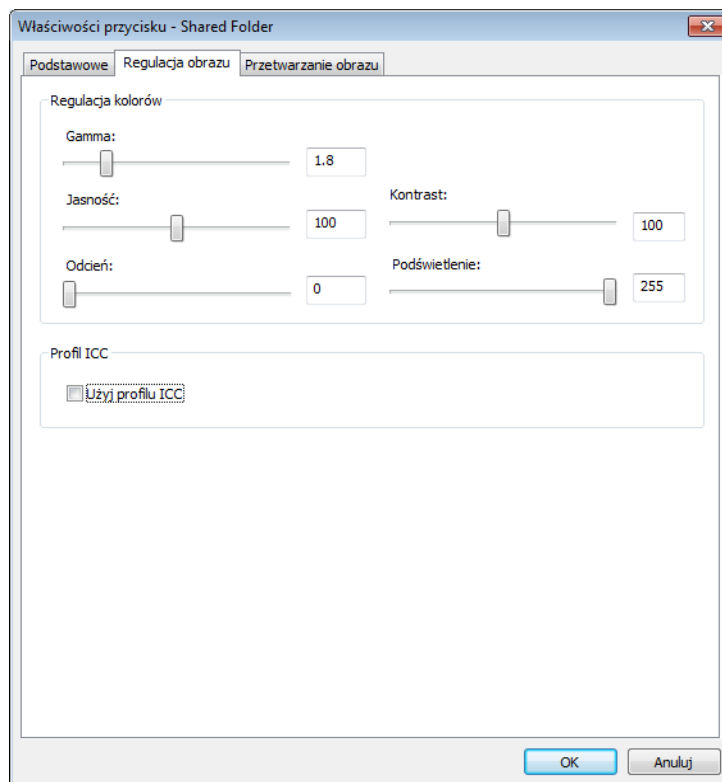 Właściwości przycisku - Shared Folder
Podstawowe Regulacja obrazu Przetwarzanie obrazu
Regulacja kolorów
Gamma:
1.8
Jasność: Kontrast:
100 100
Odcień: Podświetlenie:
0 255
Profil ICC
Użyj profilu ICC
OK Anuluj